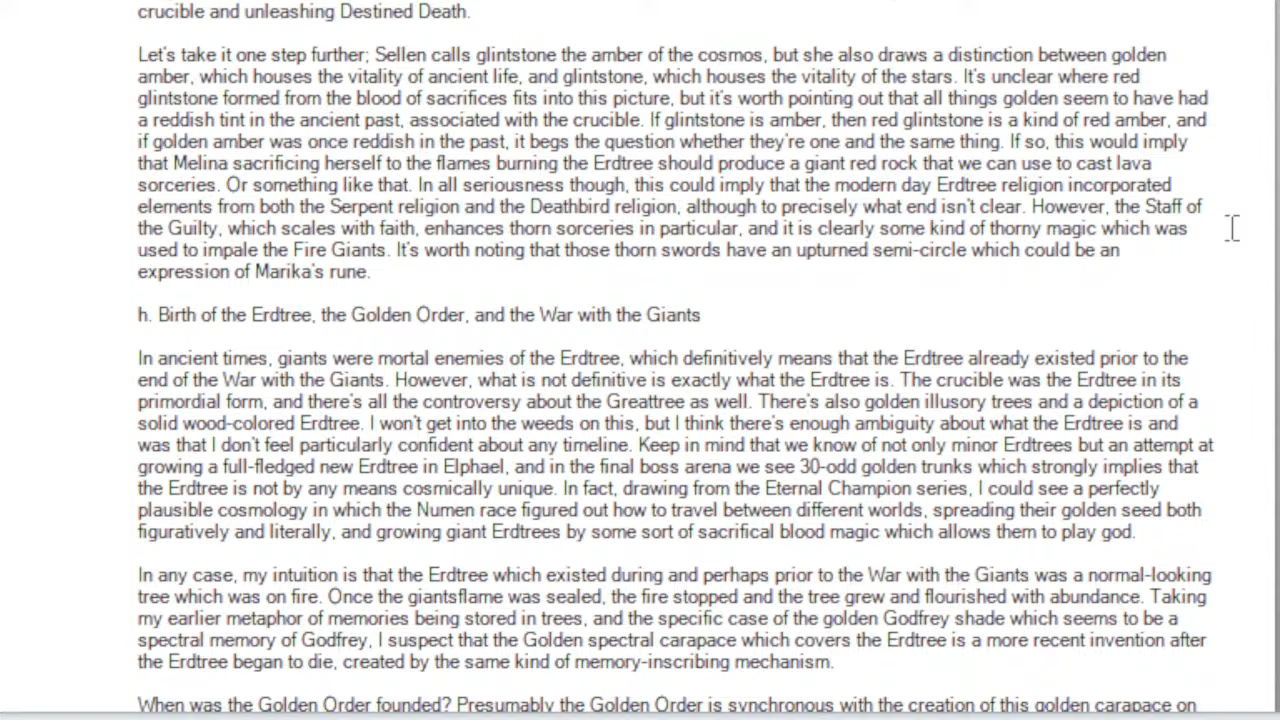 crucible and unleashing Destined Death.
Let's take it one step further; Sellen calls glintstone the amber of the cosmos, but she also draws a distinction between golden
amber, which houses the vitality of ancient life, and glintstone, which houses the vitality of the stars. It's unclear where red
glintstone formed from the blood of sacrifices fits into this picture, but it's worth pointing out that all things golden seem to have had
a reddish tint in the ancient past, associated with the crucible. If glintstone is amber, then red glintstone is a kind of red amber, and
if golden amber was once reddish in the past, it begs the question whether they're one and the same thing. If so, this would imply
that Melina sacrificing herself to the flames burning the Erdtree should produce a giant red rock that we can use to cast lava
sorceries. Or something like that. In all seriousness though, this could imply that the modern day Erdtree religion incorporated
elements from both the Serpent religion and the Deathbird religion, although to precisely what end isn't clear. However, the Staff of
the Guilty, which scales with faith, enhances thorn sorceries in particular, and it is clearly some kind of thorny magic which was
used to impale the Fire Giants. It's worth noting that those thorn swords have an upturned semi-circle which could be an
expression of Marika's rune.
h. Birth of the Erdtree, the Golden Order, and the War with the Giants
In ancient times, giants were mortal enemies of the Erdtree, which definitively means that the Erdtree already existed prior to the
end of the War with the Giants. However, what is not definitive is exactly what the Erdtree is. The crucible was the Erdtree in its
primordial form, and there's all the controversy about the Greattree as well. There's also golden illusory trees and a depiction of a
solid wood-colored Erdtree. I won't get into the weeds on this, but I think there's enough ambiguity about what the Erdtree is and
was that I don't feel particularly confident about any timeline. Keep in mind that we know of not only minor Erdtrees but an attempt at
growing a full-fledged new Erdtree in Elphael, and in the final boss arena we see 30-odd golden trunks which strongly implies that
the Erdtree is not by any means cosmically unique. In fact, drawing from the Eternal Champion series, I could see a perfectly
plausible cosmology in which the Numen race figured out how to travel between different worlds, spreading their golden seed both
figuratively and literally, and growing giant Erdtrees by some sort of sacrifical blood magic which allows them to play god.
In any case, my intuition is that the Erdtree which existed during and perhaps prior to the War with the Giants was a normal-looking
tree which was on fire. Once the giantsflame was sealed, the fire stopped and the tree grew and flourished with abundance. Taking
my earlier metaphor of memories being stored in trees, and the specific case of the golden Godfrey shade which seems to be a
spectral memory of Godfrey, I suspect that the Golden spectral carapace which covers the Erdtree is a more recent invention after
the Erdtree began to die, created by the same kind of memory-inscribing mechanism.
When was the Golden Order founded? Presumably the Golden Order is synchronous with the creation of this golden carapace on